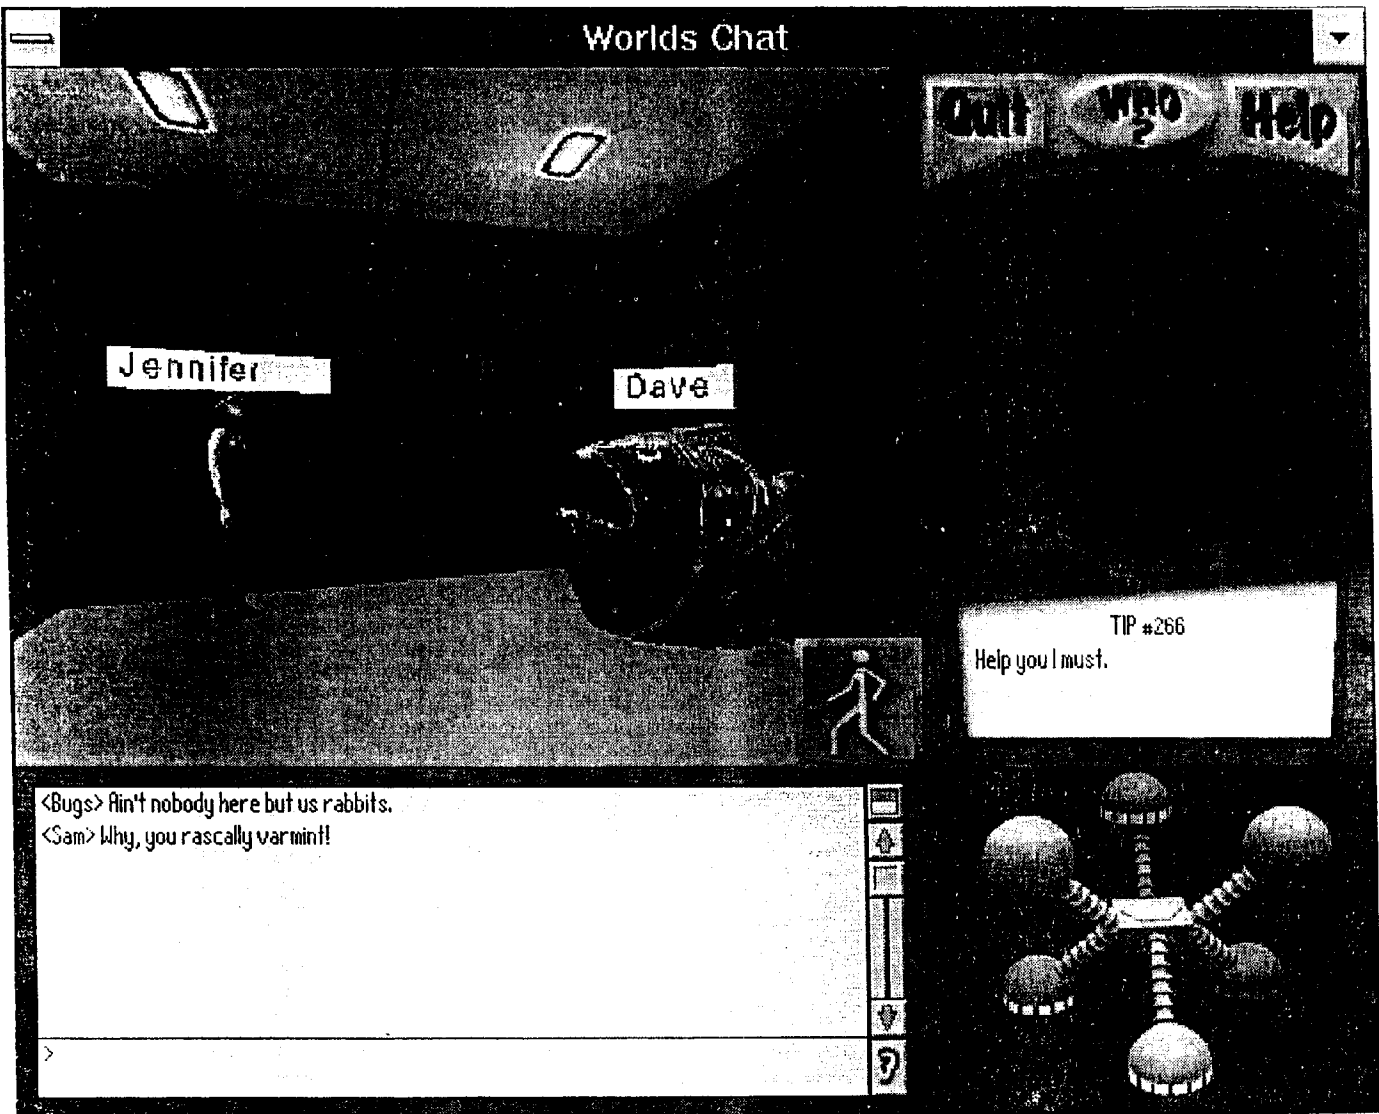 Worlds Chat
Quit
WHO
?
Help
Jennifer
Dave
TIP #266
Help you I must.
<Bugs> Ain't nobody here but us rabbits.
<Sam> Why, you rascally varmint!
>